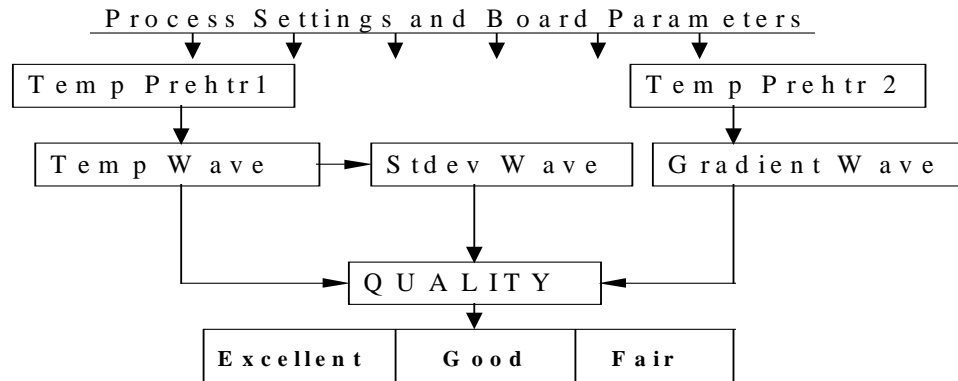 Process Settings and Board Parameters
Temp Prehtr1
Temp Prehtr 2
Temp Wave
Stdev Wave
Gradient Wave
QUALITY
Excellent
Good
Fair